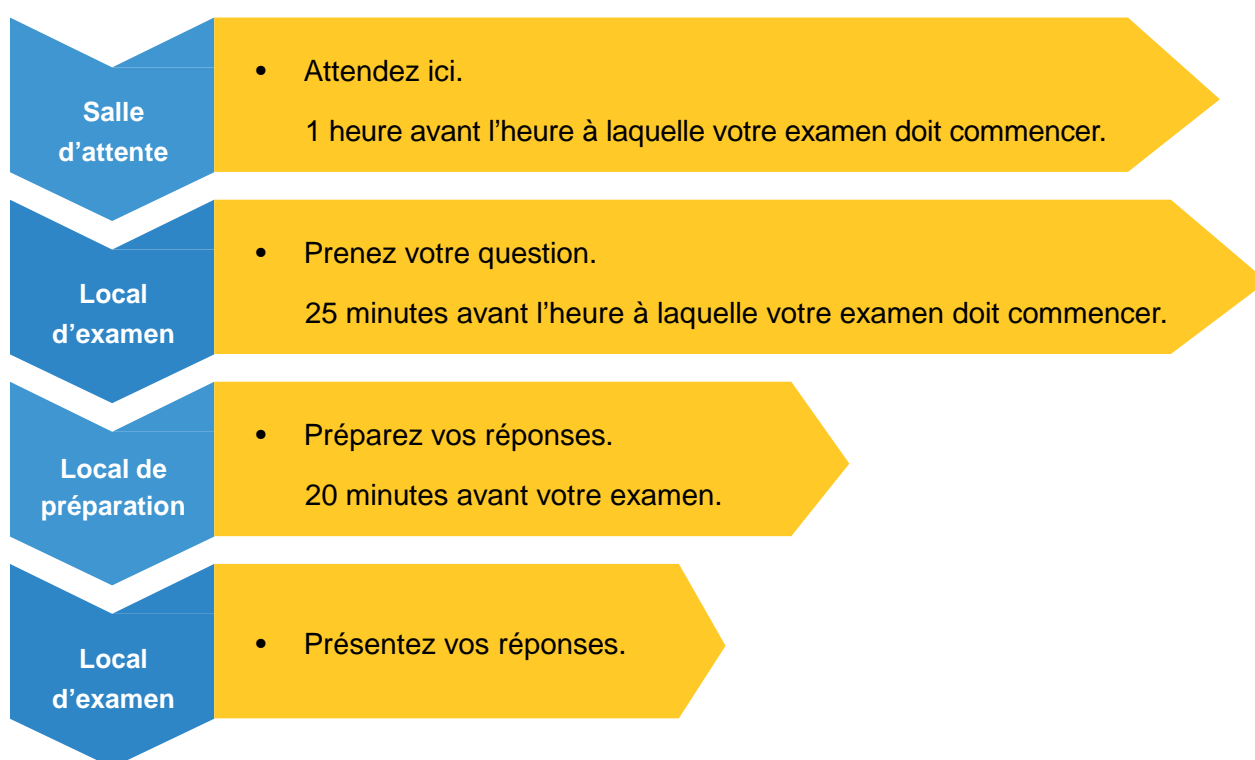 Salle
d’attente
• Attendez ici.
1 heure avant l’heure à laquelle votre examen doit commencer.
Local
d’examen
• Prenez votre question.
25 minutes avant l’heure à laquelle votre examen doit commencer.
Local de
préparation
• Préparez vos réponses.
20 minutes avant votre examen.
Local
d’examen
• Présentez vos réponses.